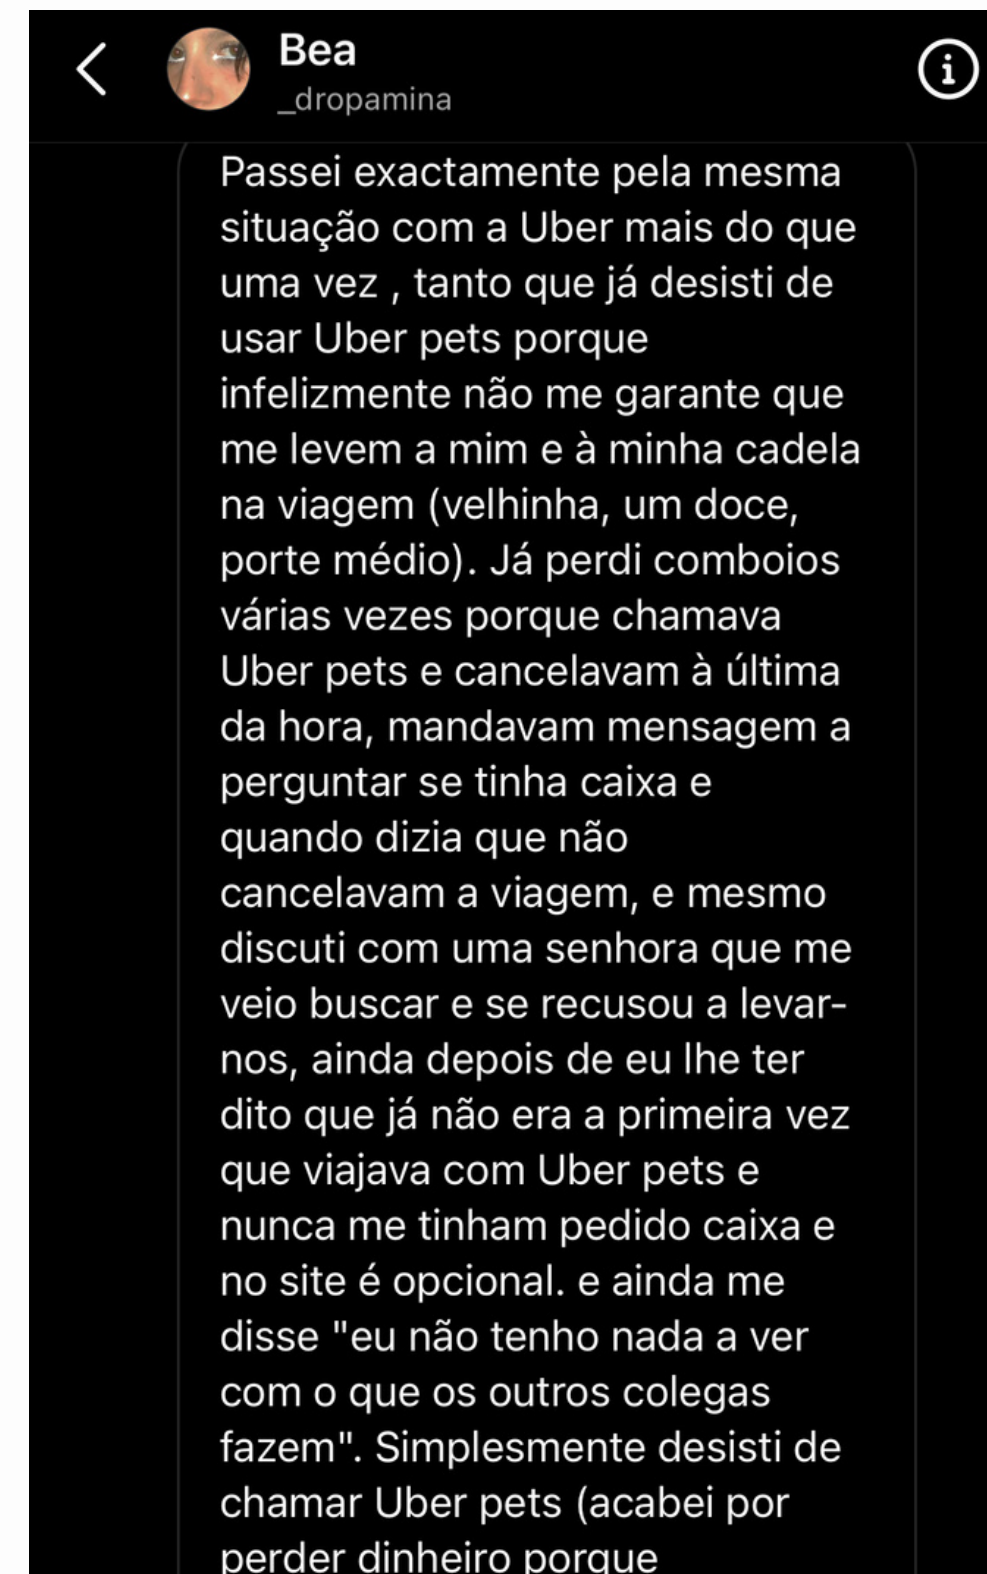 Bea
_dropamina
Passei exactamente pela mesma
situação com a Uber mais do que
uma vez , tanto que já desisti de
usar Uber pets porque
infelizmente não me garante que
me levem a mim e à minha cadela
na viagem (velhinha, um doce,
porte médio). Já perdi comboios
várias vezes porque chamava
Uber pets e cancelavam à última
da hora, mandavam mensagem a
perguntar se tinha caixa e
quando dizia que não
cancelavam a viagem, e mesmo
discuti com uma senhora que me
veio buscar e se recusou a levar-
nos, ainda depois de eu lhe ter
dito que já não era a primeira vez
que viajava com Uber pets e
nunca me tinham pedido caixa e
no site é opcional. e ainda me
disse "eu não tenho nada a ver
com o que os outros colegas
fazem". Simplesmente desisti de
chamar Uber pets (acabei por
perder dinheiro porque